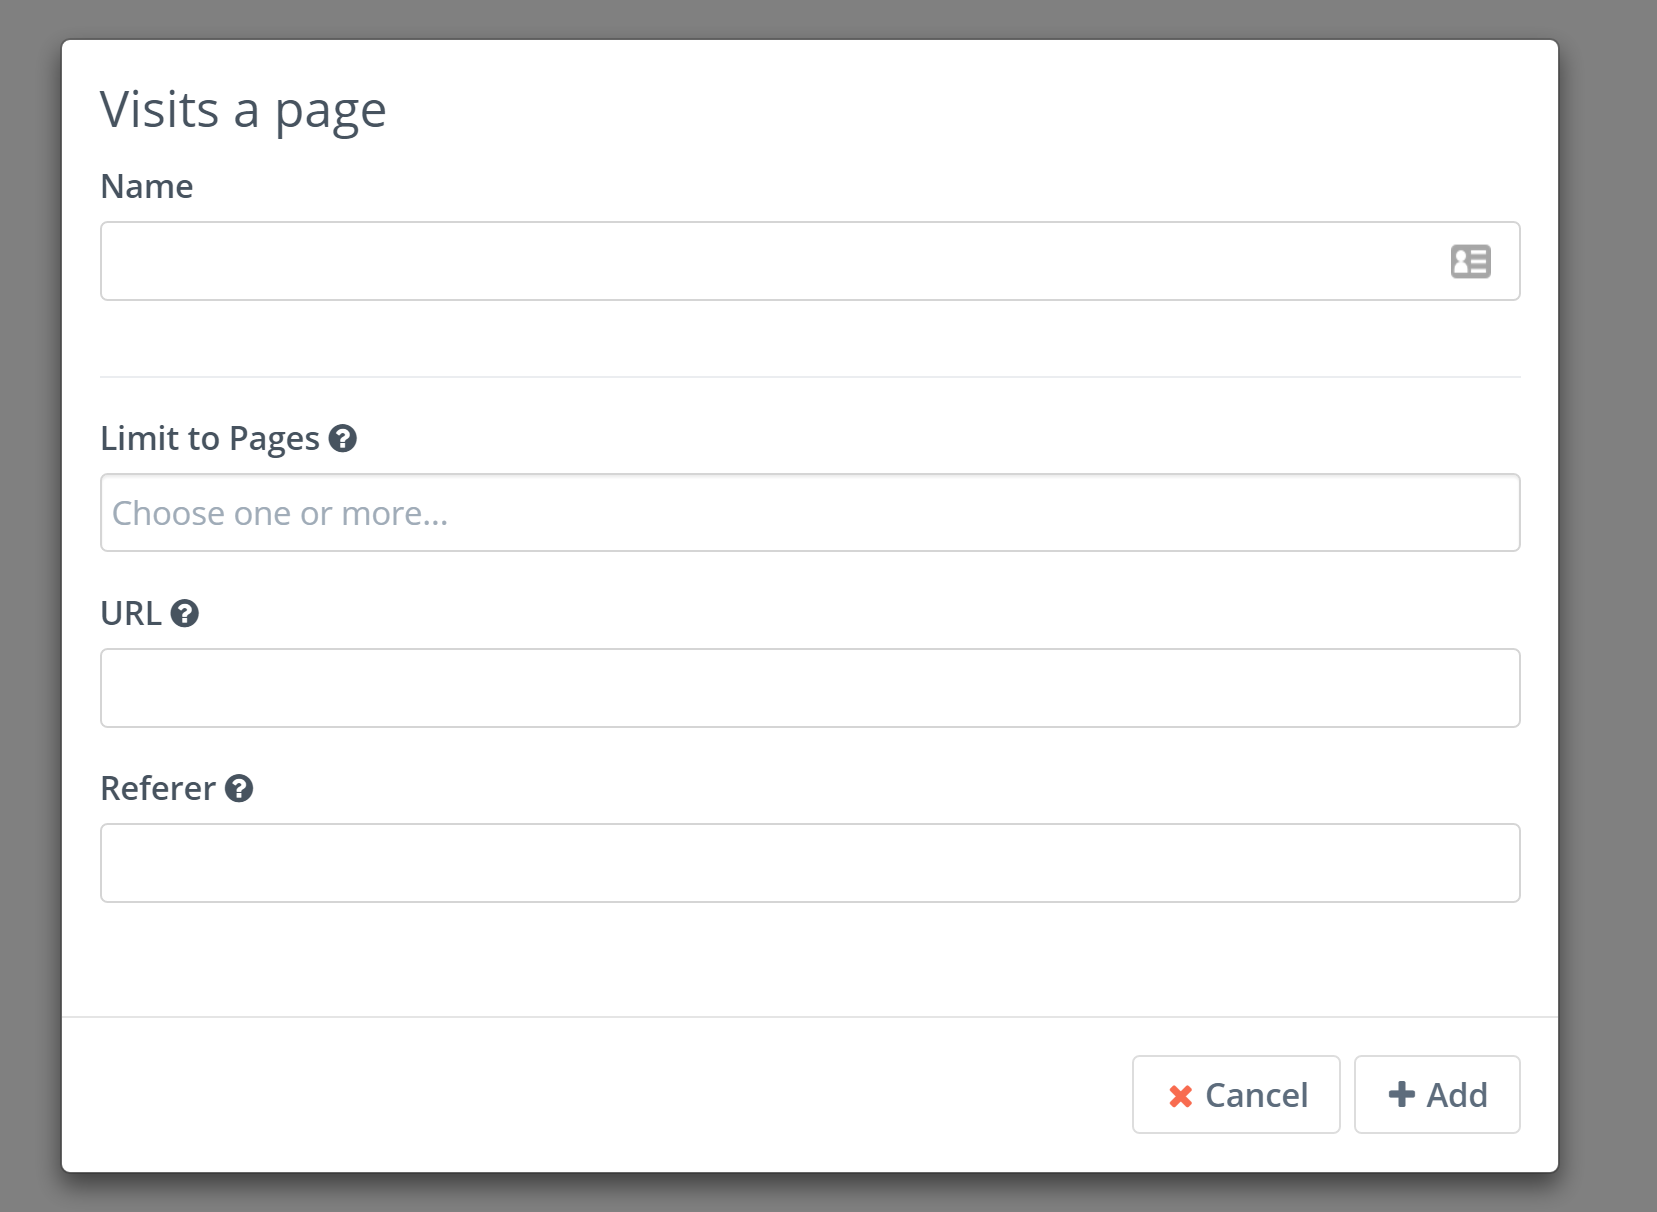 Visits a page
Name
Limit to Pages
Choose one or more...
URL
Referer
Cancel
Add